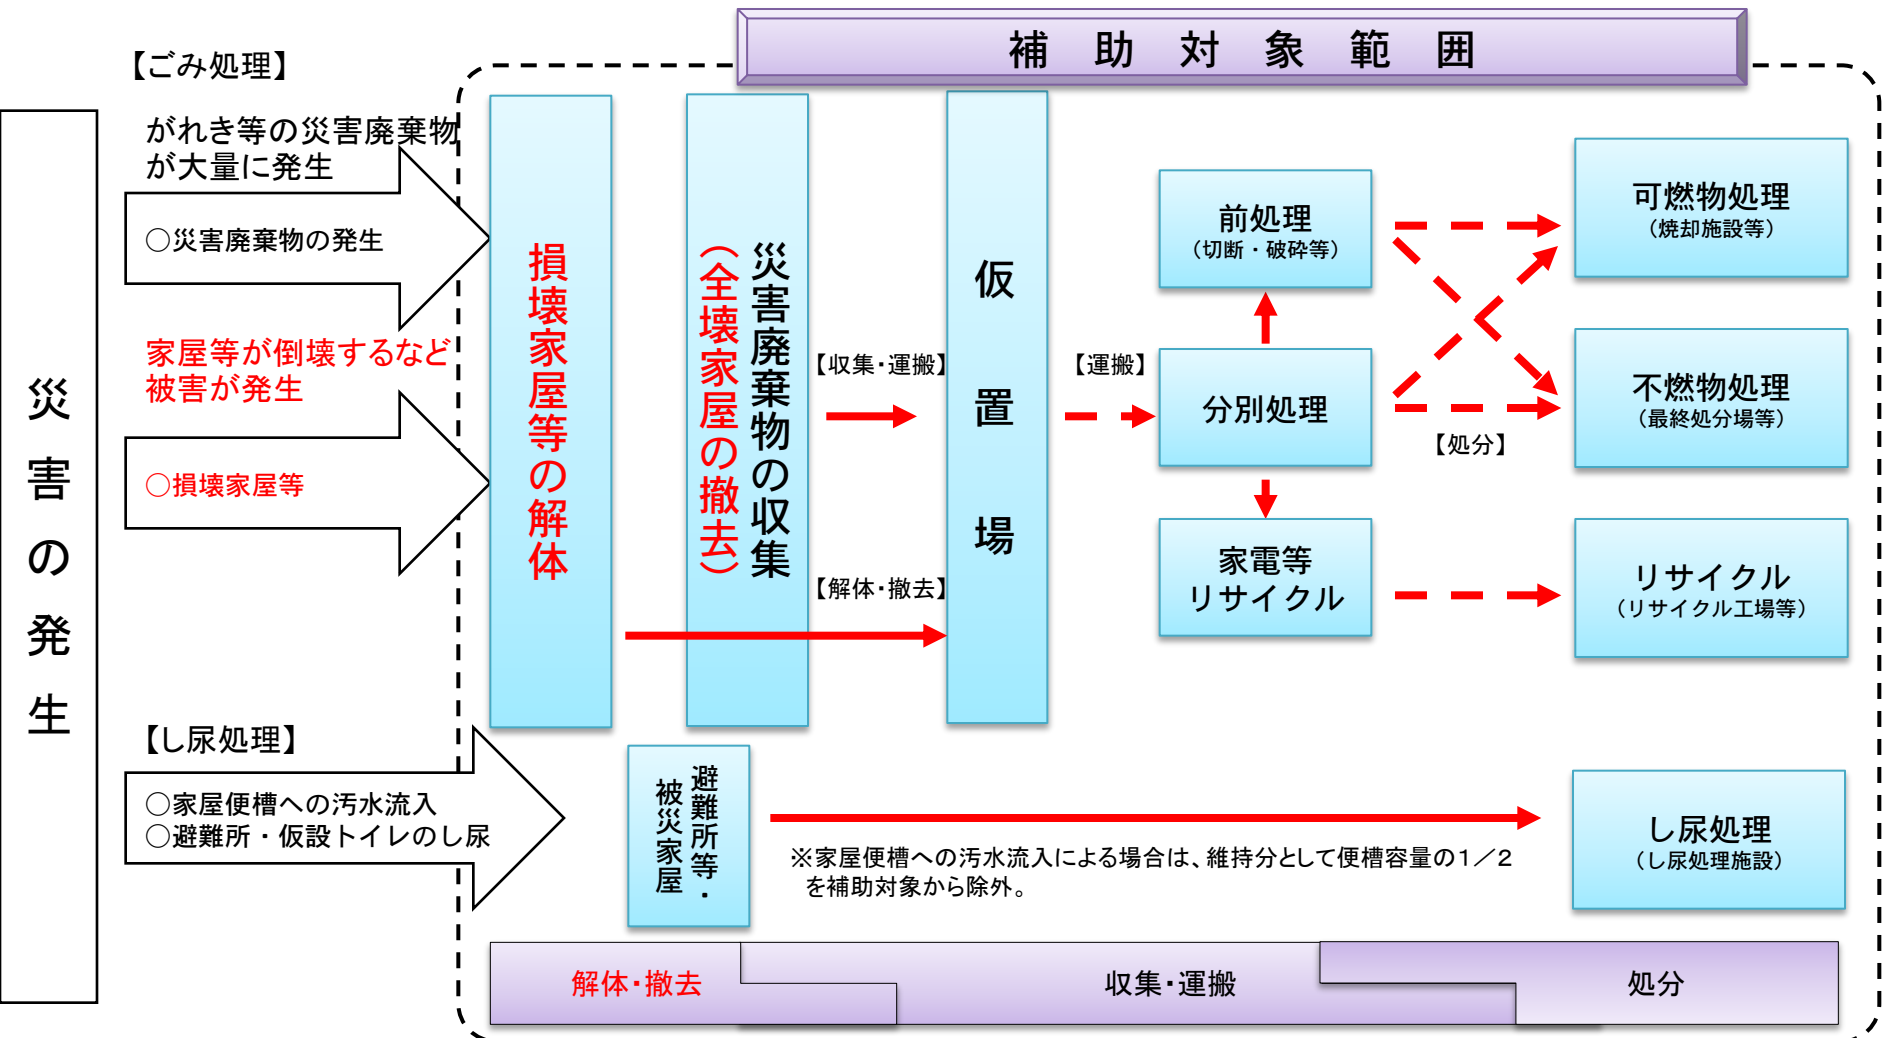 補助対象範囲
【ごみ処理】
がれき等の災害廃棄物
が大量に発生
○災害廃棄物の発生
家屋等が倒壊するなど
被害が発生
○損壊家屋等
災害の発生
【し尿処理】
○家屋便槽への汚水流入
○避難所・仮設トイレのし尿
損壊家屋等の解体
災害廃棄物の収集
（全壊家屋の撤去）
【収集・運搬】
【解体・撤去】
仮置場
【運搬】
前処理
（切断・破砕等）
分別処理
家電等
リサイクル
【処分】
可燃物処理
（焼却施設等）
不燃物処理
（最終処分場等）
リサイクル
（リサイクル工場等）
避難所等・
被災家屋
※家屋便槽への汚水流入による場合は、維持分として便槽容量の１／２
を補助対象から除外。
し尿処理
（し尿処理施設）
解体・撤去
収集・運搬
処分